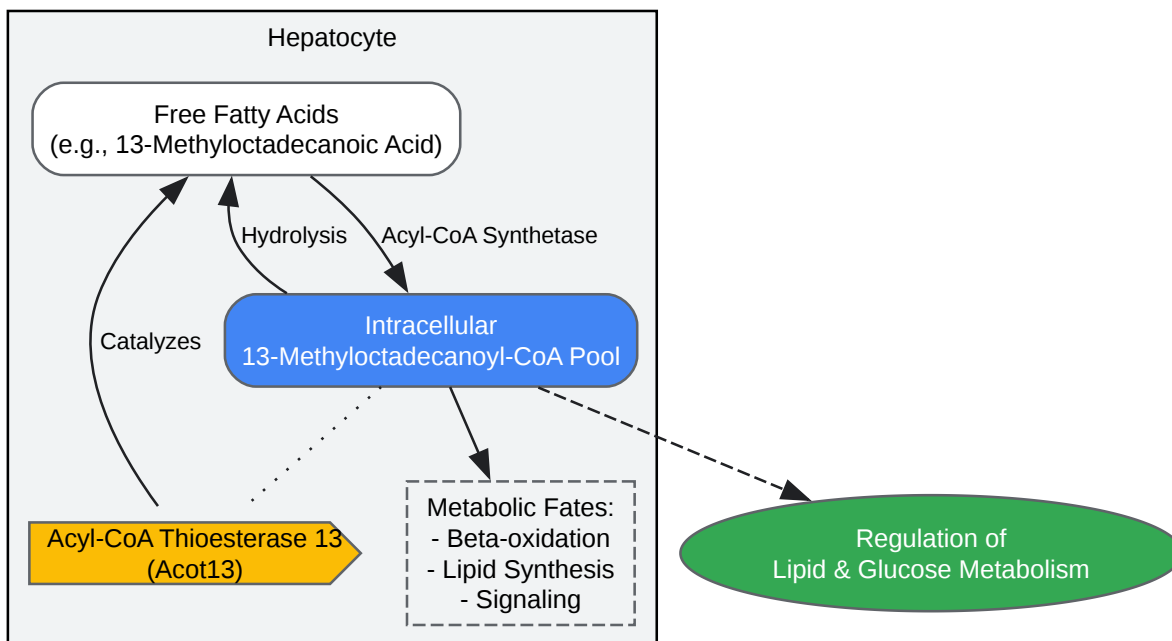 Hepatocyte
Free Fatty Acids
(e.g., 13-Methyloctadecanoic Acid)
Hydrolysis
Acyl-CoA Synthetase
Intracellular
13-Methyloctadecanoyl-CoA Pool
Catalyzes
Acyl-CoA Thioesterase 13
(Acot13)
Metabolic Fates:
- Beta-oxidation
- Lipid Synthesis
- Signaling
Regulation of
Lipid & Glucose Metabolism